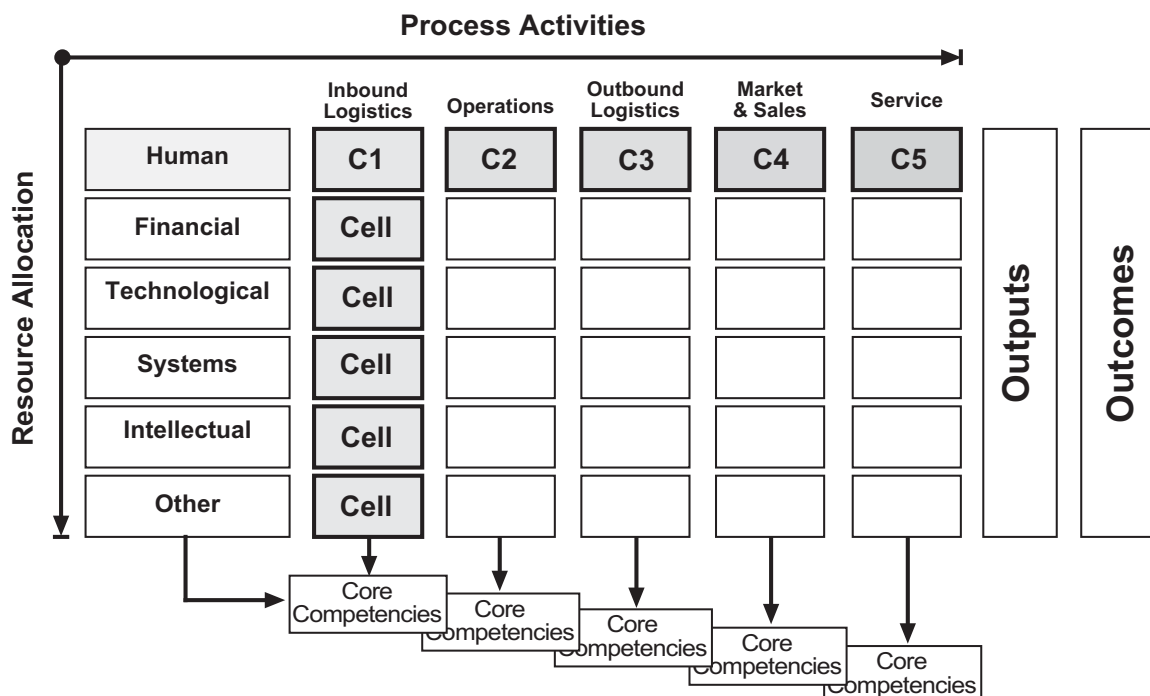 Process Activities
Inbound
Logistics
Operations
Outbound
Logistics
Market
& Sales
Service
Resource Allocation
Human
C1
C2
C3
C4
C5
Financial
Cell
Technological
Cell
Systems
Cell
Intellectual
Cell
Other
Cell
Outputs
Outcomes
Core
Competencies
Core
Competencies
Core
Competencies
Core
Competencies
Core
Competencies